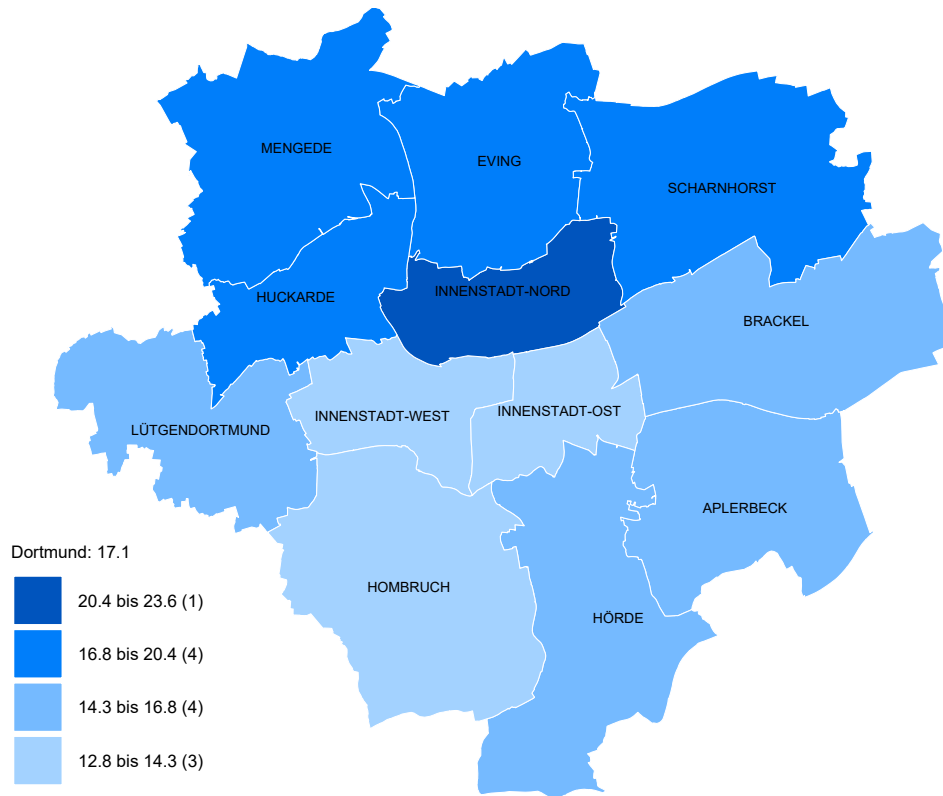 MENGEDE
EVING
SCHARNHORST
HUCKARDE
INNENSTADT-NORD
BRACKEL
INNENSTADT-WEST
INNENSTADT-OST
LÜTGENDORTMUND
APLERBECK
HOMBRUCH
HÖRDE
Dortmund: 17.1
20.4 bis 23.6 (1)
16.8 bis 20.4 (4)
14.3 bis 16.8 (4)
12.8 bis 14.3 (3)